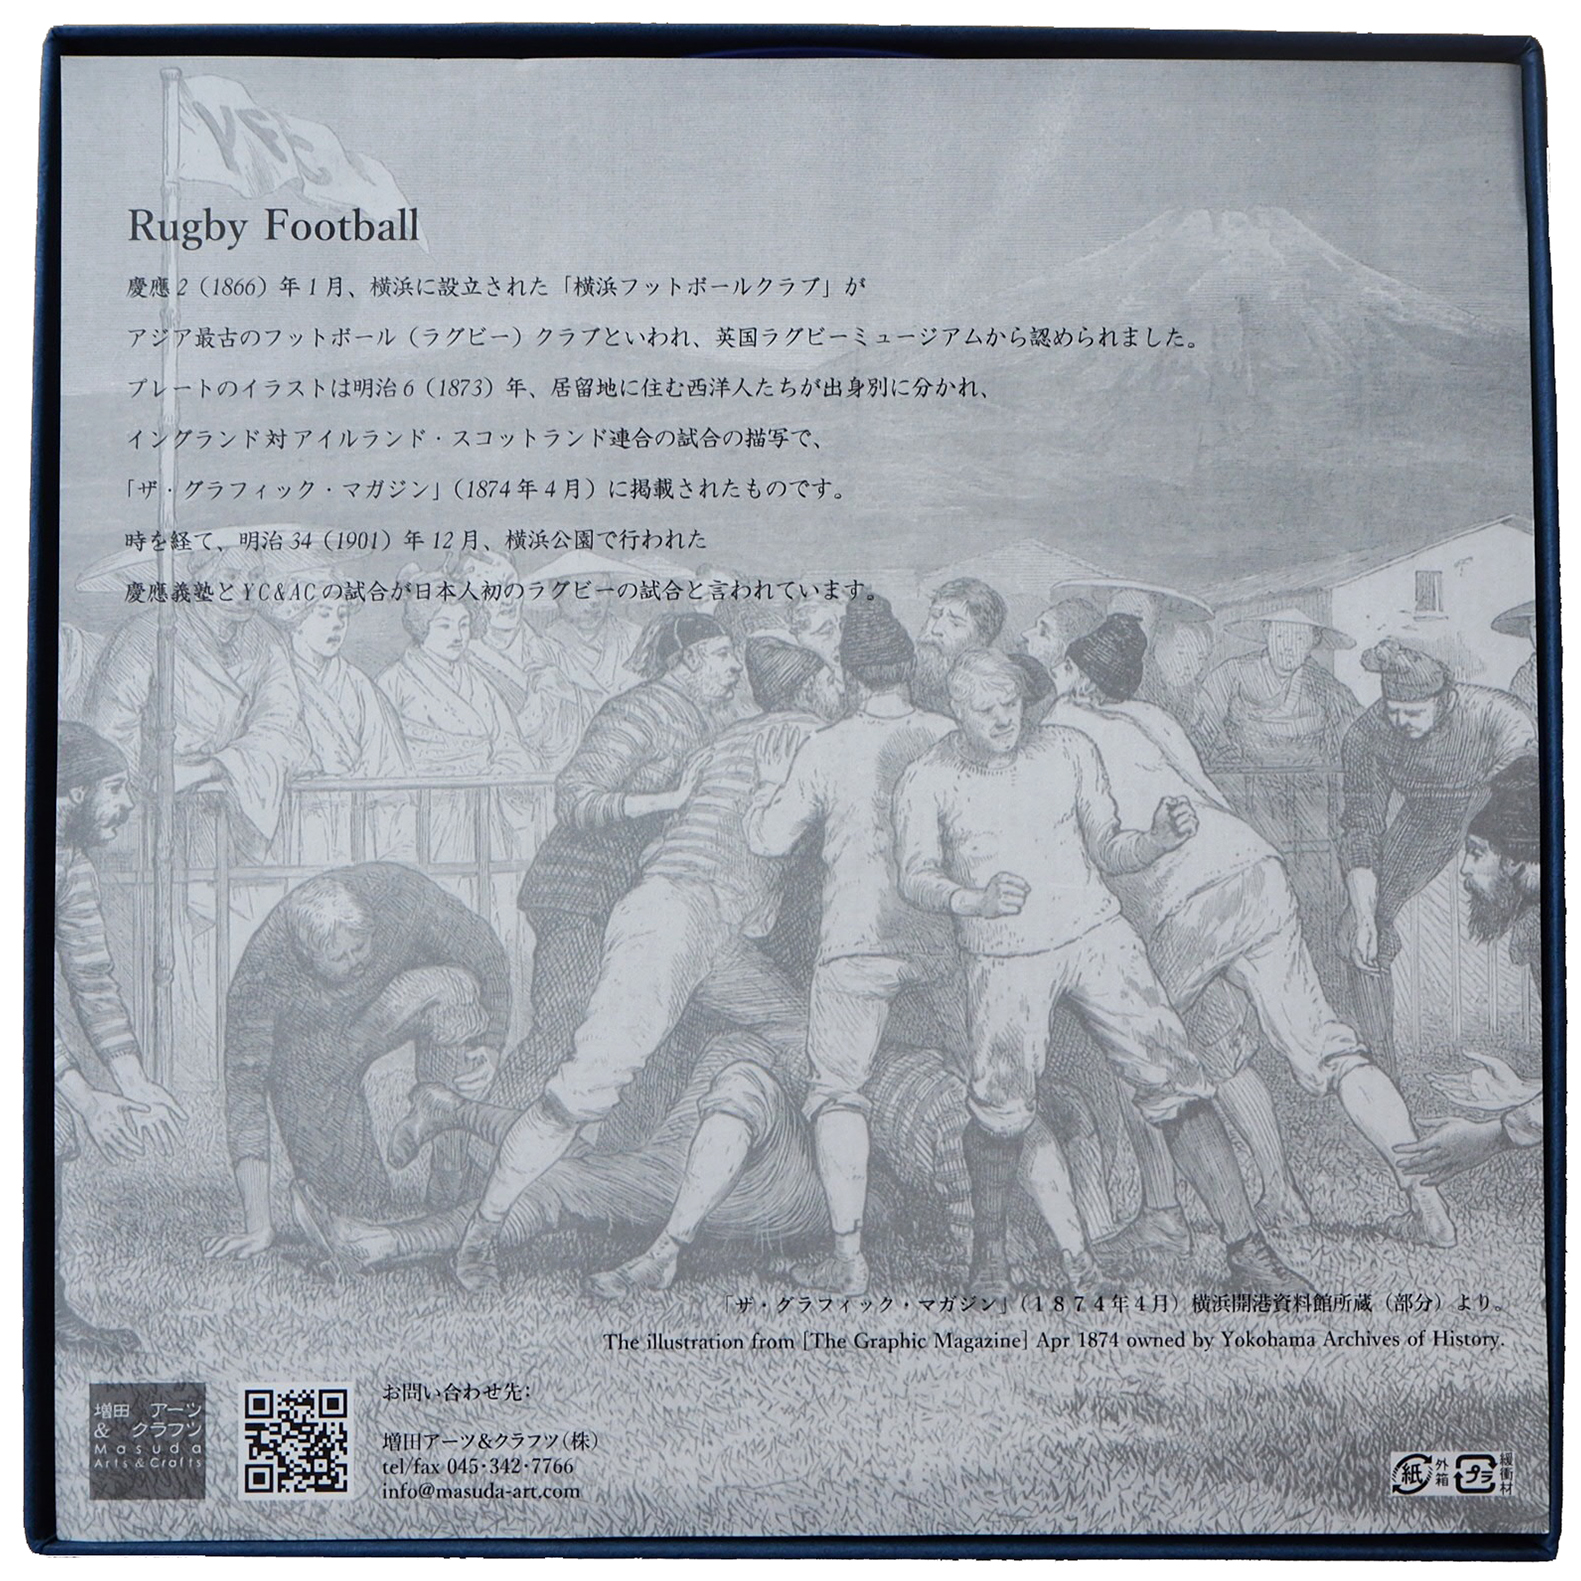 YFBC
Rugby Football
慶應2（1866）年1月、横浜に設立された「横浜フットボールクラブ」が
アジア最古のフットボール（ラグビー）クラブといわれ、英国ラグビーミュージアムから認められました。
プレートのイラストは明治6（1873）年、居留地に住む西洋人たちが出身別に分かれ、
イングランド対アイルランド・スコットランド連合の試合の描写で、
「ザ・グラフィック・マガジン」（1874年4月）に掲載されたものです。
時を経て、明治34（1901）年12月、横浜公園で行われた
慶應義塾とYC&ACの試合が日本人初のラグビーの試合と言われています。
「ザ・グラフィック・マガジン」（１８７４年４月）横浜開港資料館所蔵（部分）より。
The illustration from [The Graphic Magazine] Apr 1874 owned by Yokohama Archives of History.
増田 アーツ
& クラフツ
Masuda
Arts & Crafts
お問い合わせ先：
増田アーツ&クラフツ（株）
tel/fax 045・342・7766
info@masuda-art.com
紙 外箱 プラ 緩衝材